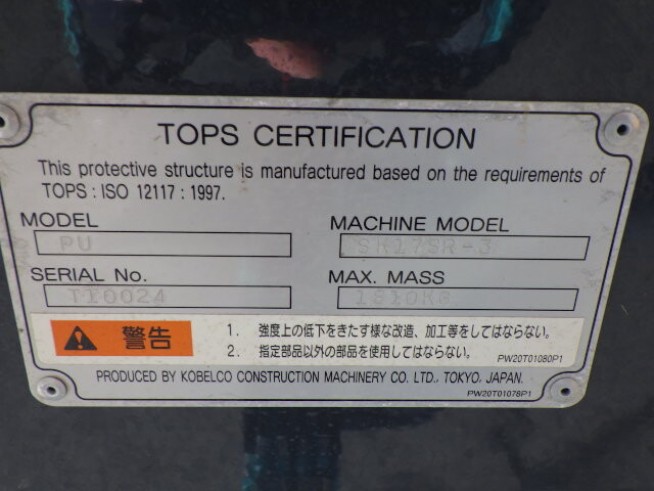 TOPS CERTIFICATION
This protective structure is manufactured based on the requirements of
TOPS : ISO 12117 : 1997.
MODEL
PU
MACHINE MODEL
SK17SR-3
SERIAL No.
T10024
MAX. MASS
1810KG
警告
1. 強度上の低下をきたす様な改造、加工等をしてはならない。
2. 指定部品以外の部品を使用してはならない。
PW20T01080P1
PRODUCED BY KOBELCO CONSTRUCTION MACHINERY CO. LTD., TOKYO, JAPAN.
PW20T01078P1